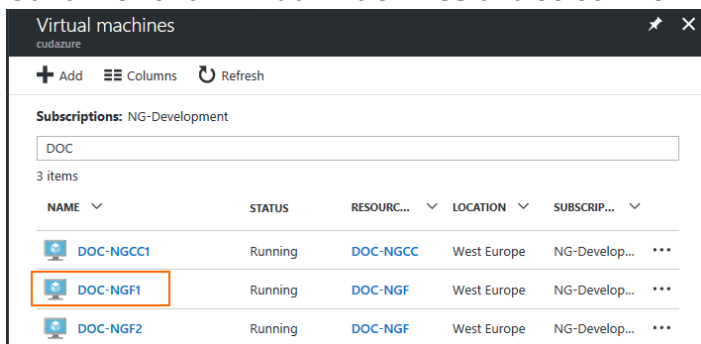 Virtual machines
cudazure
Add Columns Refresh
Subscriptions: NG-Development
DOC
3 items
NAME STATUS RESOURC... LOCATION SUBSCRIP...
DOC-NGCC1 Running DOC-NGCC West Europe NG-Develop... ...
DOC-NGF1 Running DOC-NGF West Europe NG-Develop... ...
DOC-NGF2 Running DOC-NGF West Europe NG-Develop... ...